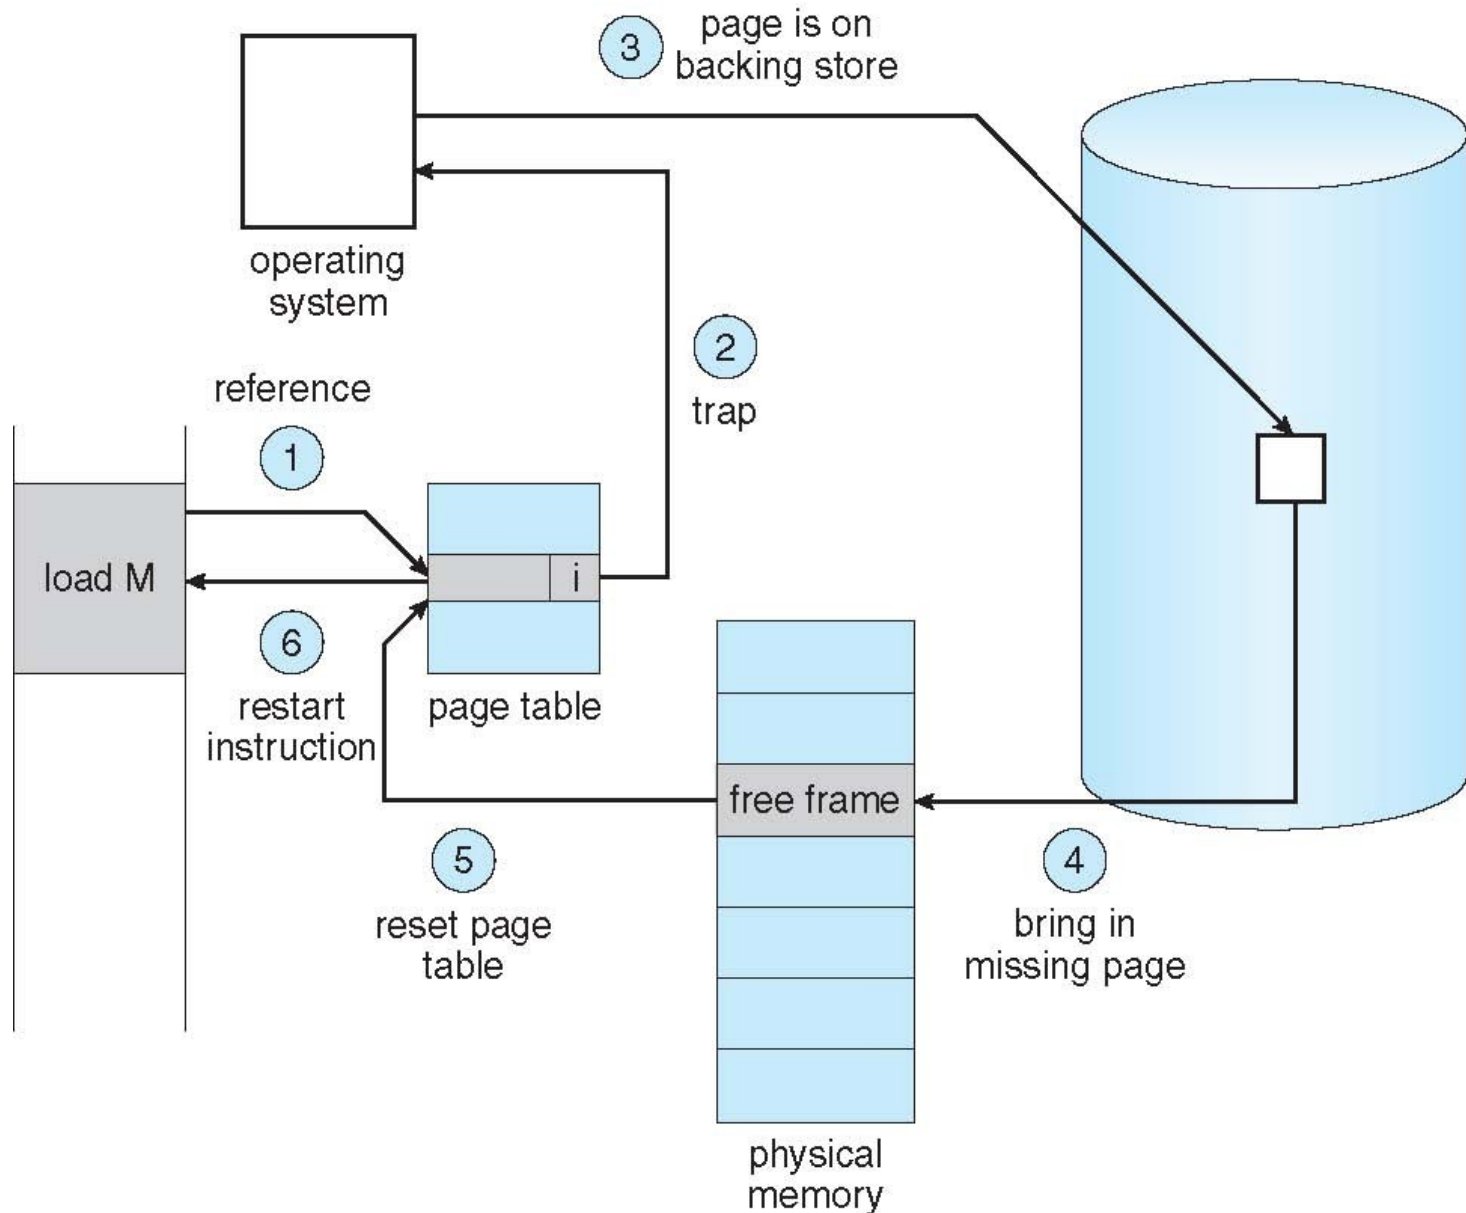 3
page is on
backing store
operating
system
2
trap
reference
1
load M
i
6
restart
instruction
page table
free frame
5
reset page
table
4
bring in
missing page
physical
memory